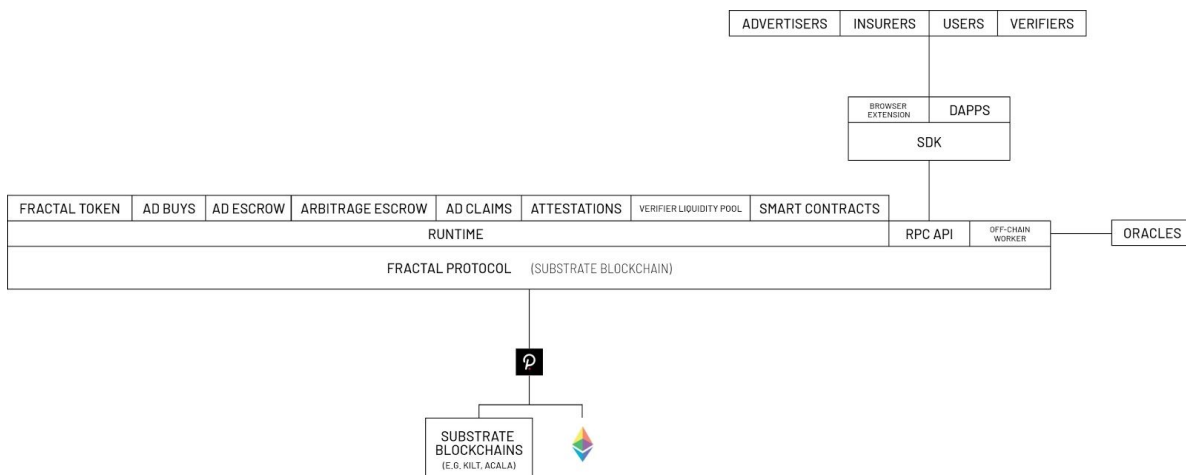 ADVERTISERS INSURERS USERS VERIFIERS
BROWSER
EXTENSION
DAPPS
SDK
FRACTAL TOKEN AD BUYS AD ESCROW ARBITRAGE ESCROW AD CLAIMS ATTESTATIONS VERIFIER LIQUIDITY POOL SMART CONTRACTS
RUNTIME
RPC API
OFF-CHAIN
WORKER
ORACLES
FRACTAL PROTOCOL (SUBSTRATE BLOCKCHAIN)
SUBSTRATE
BLOCKCHAINS
(E.G. KILT, ACALA)